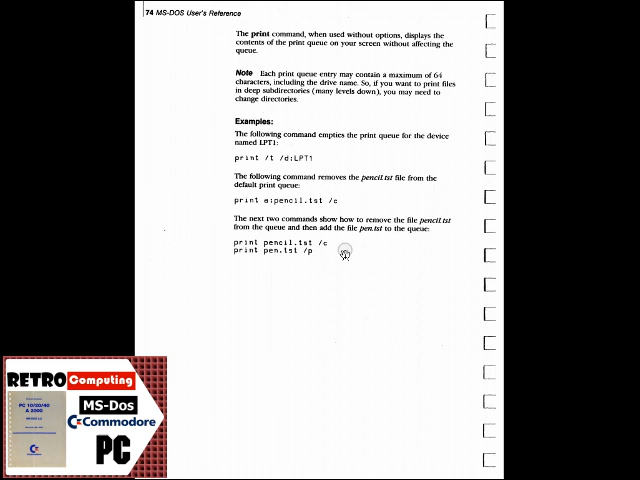 74 MS-DOS User's Reference
The print command, when used without options, displays the
contents of the print queue on your screen without affecting the
queue.
Note Each print queue entry may contain a maximum of 64
characters, including the drive name. So, if you want to print files
in deep subdirectories (many levels down), you may need to
change directories.
Examples:
The following command empties the print queue for the device
named LPT1:
print /t /d:LPT1
The following command removes the pencil.tst file from the
default print queue:
print a:pencil.tst /c
The next two commands show how to remove the file pencil.tst
from the queue and then add the file pen.tst to the queue:
print pencil.tst /c
print pen.tst /p
RETRO Computing
PC 10/20/40
A 2000
MS-Dos
Commodore
PC